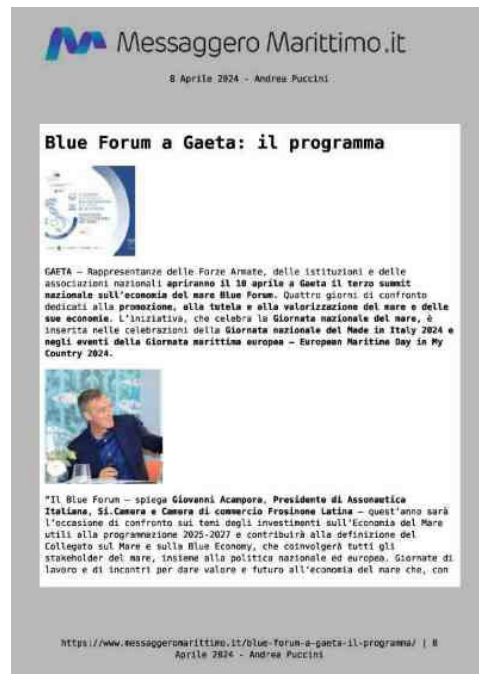 Messaggero Marittimo.it
8 Aprile 2024 - Andrea Puccini
Blue Forum a Gaeta: il programma
GAETA – Rappresentanze delle Forze Armate, delle istituzioni e delle
associazioni nazionali apriranno il 10 aprile a Gaeta il terzo summit
nazionale sull'economia del mare Blue Forum. Quattro giorni di confronto
dedicati alla promozione, alla tutela e alla valorizzazione del mare e delle
sue economie. L'iniziativa, che celebra la Giornata nazionale del mare, è
inserita nelle celebrazioni della Giornata nazionale del Made in Italy 2024 e
negli eventi della Giornata marittima europea – European Maritime Day in My
Country 2024.
"Il Blue Forum – spiega Giovanni Acampora, Presidente di Assonautica
Italiana, Si.Camera e Camera di commercio Frosinone Latina – quest'anno sarà
l'occasione di confronto sui temi degli investimenti sull'Economia del Mare
utili alla programmazione 2025-2027 e contribuirà alla definizione del
Collegato sul Mare e sulla Blue Economy, che coinvolgerà tutti gli
stakeholder del mare, insieme alla politica nazionale ed europea. Giornate di
lavoro e di incontri per dare valore e futuro all'economia del mare che, con
https://www.messaggeromarittimo.it/blue-forum-a-gaeta-il-programma/ | 8
Aprile 2024 - Andrea Puccini